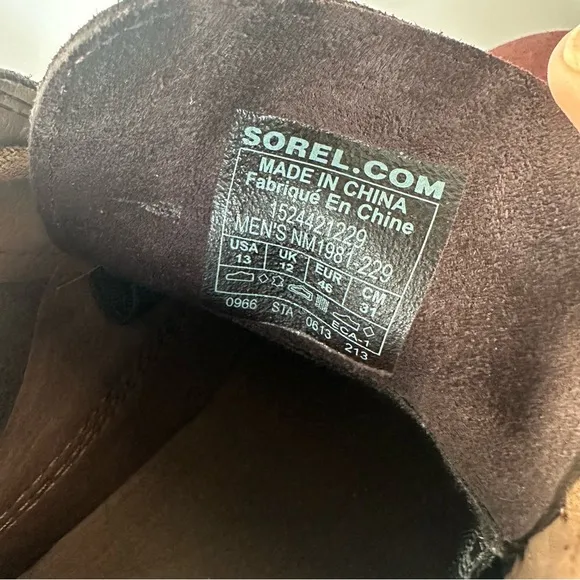 SOREL.COM
MADE IN CHINA
Fabriqué En Chine
1524421229
MEN'S NM1981-229
USA UK EUR CM
13 12 46 31
0966 STA 0613 ECA-1 213